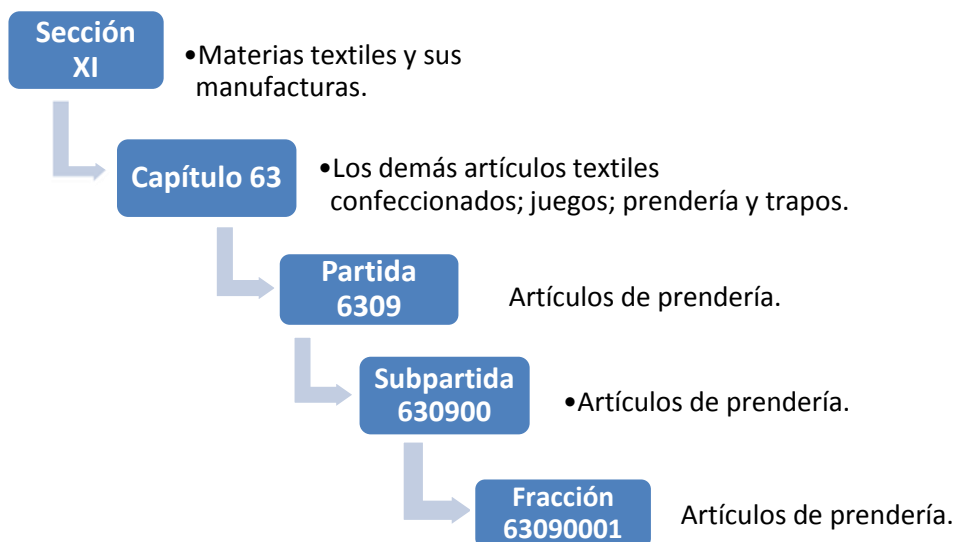 Sección
XI
•Materias textiles y sus
manufacturas.
Capítulo 63
•Los demás artículos textiles
confeccionados; juegos; prendería y trapos.
Partida
6309
Artículos de prendería.
Subpartida
630900
•Artículos de prendería.
Fracción
63090001
Artículos de prendería.